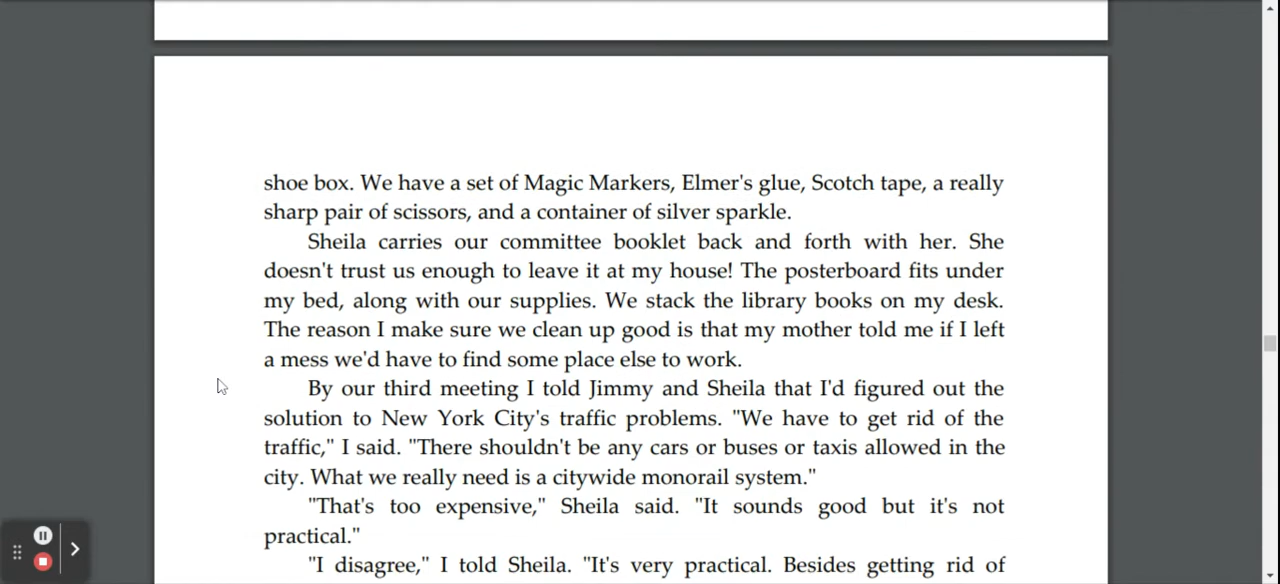 shoe box. We have a set of Magic Markers, Elmer's glue, Scotch tape, a really
sharp pair of scissors, and a container of silver sparkle.
Sheila carries our committee booklet back and forth with her. She
doesn't trust us enough to leave it at my house! The posterboard fits under
my bed, along with our supplies. We stack the library books on my desk.
The reason I make sure we clean up good is that my mother told me if I left
a mess we'd have to find some place else to work.
By our third meeting I told Jimmy and Sheila that I'd figured out the
solution to New York City's traffic problems. "We have to get rid of the
traffic," I said. "There shouldn't be any cars or buses or taxis allowed in the
city. What we really need is a citywide monorail system."
"That's too expensive," Sheila said. "It sounds good but it's not
practical."
"I disagree," I told Sheila. "It's very practical. Besides getting rid of